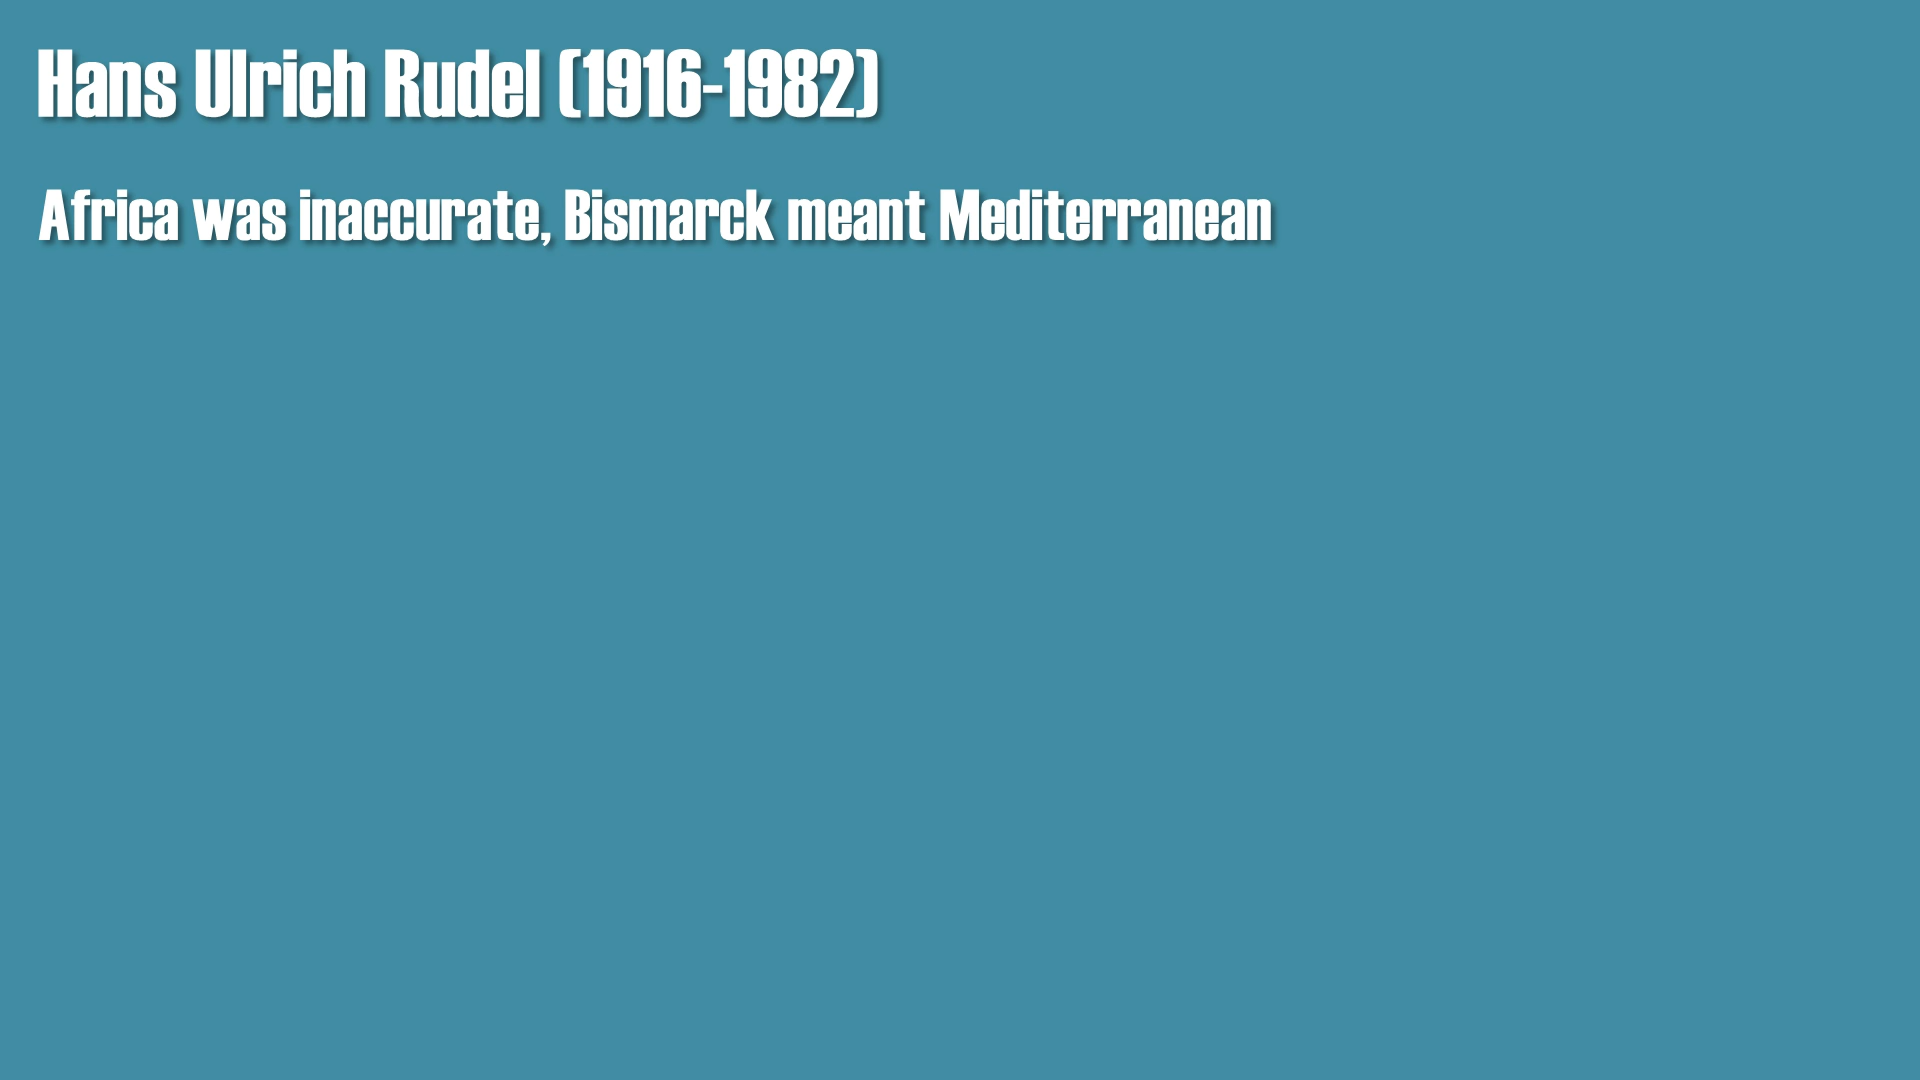 Hans Ulrich Rudel (1916-1982)
Africa was inaccurate, Bismarck meant Mediterranean